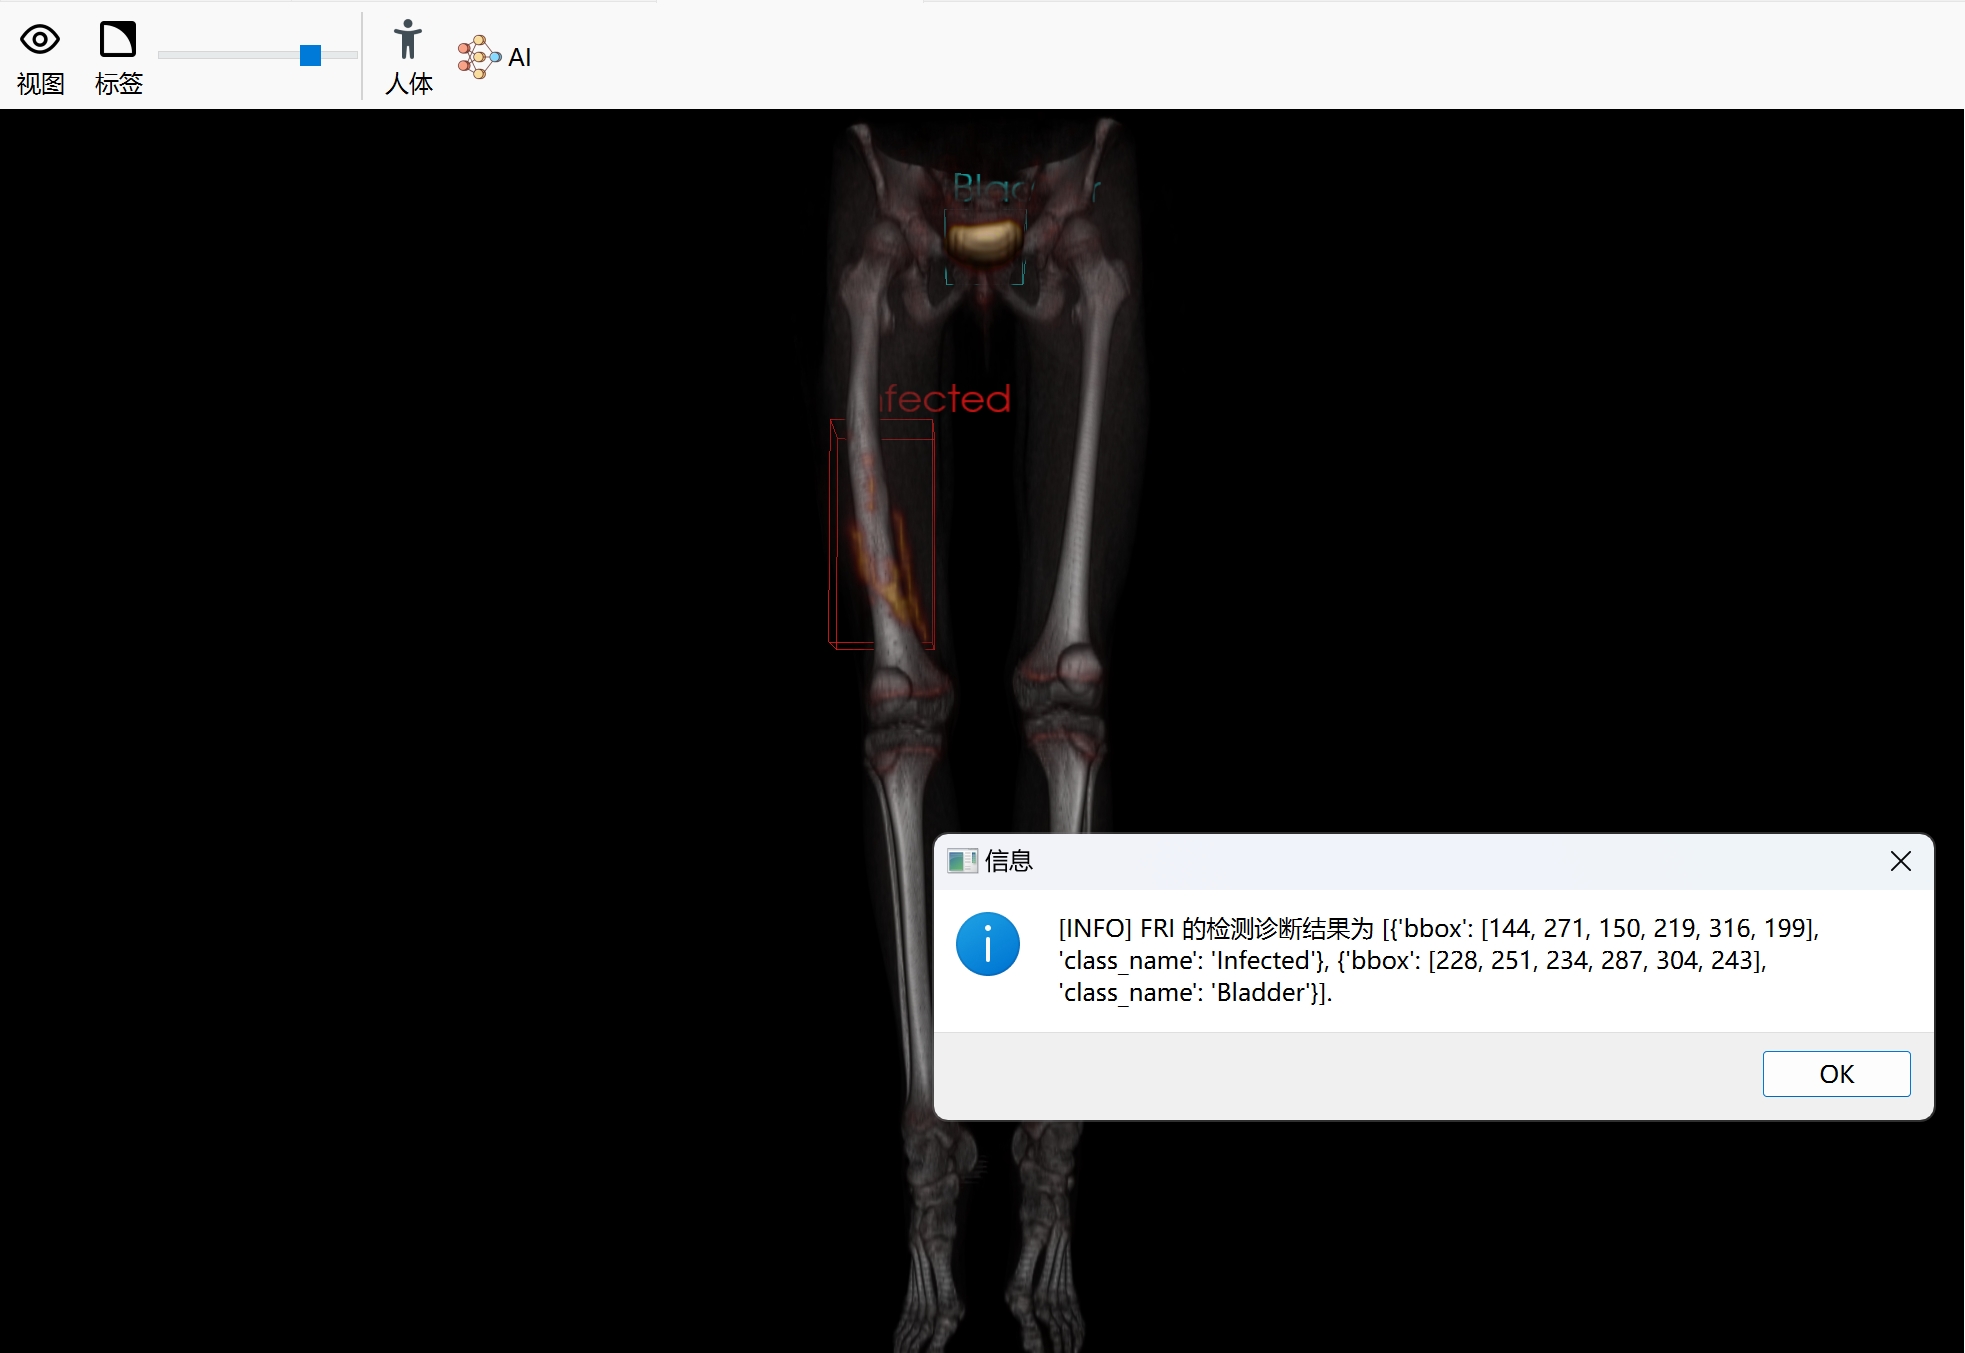 视图
标签
人体
AI
nfected
信息
[INFO] FRI 的检测诊断结果为 [{'bbox': [144, 271, 150, 219, 316, 199],
'class_name': 'Infected'}, {'bbox': [228, 251, 234, 287, 304, 243],
'class_name': 'Bladder'}].
OK